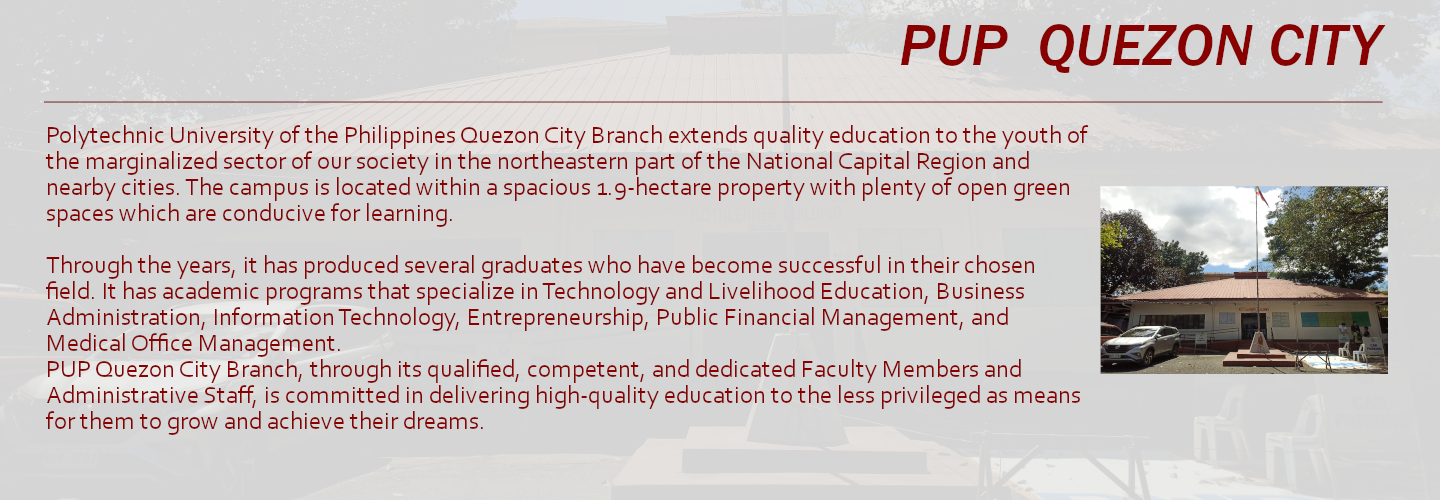 PUP QUEZON CITY
Polytechnic University of the Philippines Quezon City Branch extends quality education to the youth of
the marginalized sector of our society in the northeastern part of the National Capital Region and
nearby cities. The campus is located within a spacious 1.9-hectare property with plenty of open green
spaces which are conducive for learning.
Through the years, it has produced several graduates who have become successful in their chosen
field. It has academic programs that specialize in Technology and Livelihood Education, Business
Administration, Information Technology, Entrepreneurship, Public Financial Management, and
Medical Office Management.
PUP Quezon City Branch, through its qualified, competent, and dedicated Faculty Members and
Administrative Staff, is committed in delivering high-quality education to the less privileged as means
for them to grow and achieve their dreams.